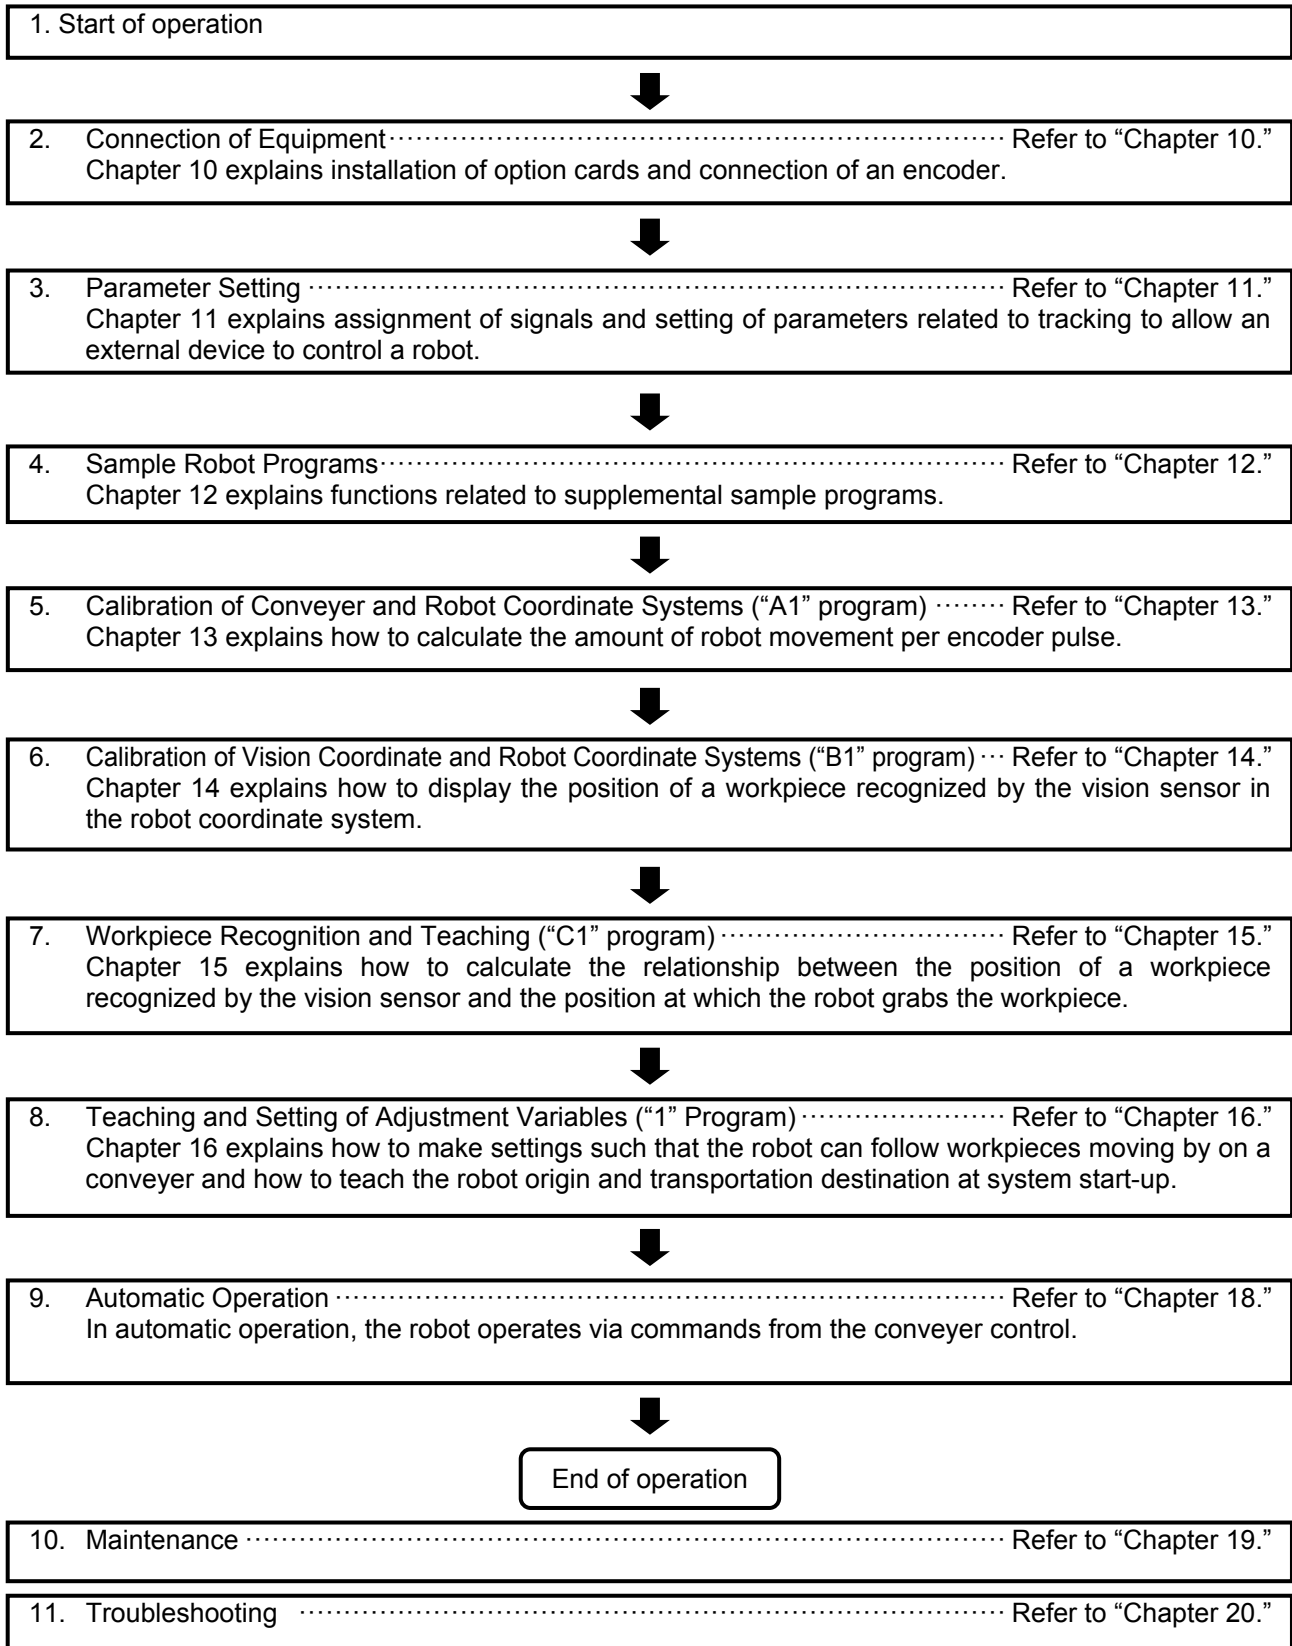 1. Start of operation
2. Connection of Equipment⋯⋯⋯⋯⋯⋯⋯⋯⋯⋯⋯⋯⋯⋯⋯⋯⋯⋯⋯⋯⋯⋯⋯ Refer to “Chapter 10.”
Chapter 10 explains installation of option cards and connection of an encoder.
3. Parameter Setting ⋯⋯⋯⋯⋯⋯⋯⋯⋯⋯⋯⋯⋯⋯⋯⋯⋯⋯⋯⋯⋯⋯⋯⋯⋯⋯ Refer to “Chapter 11.”
Chapter 11 explains assignment of signals and setting of parameters related to tracking to allow an
external device to control a robot.
4. Sample Robot Programs⋯⋯⋯⋯⋯⋯⋯⋯⋯⋯⋯⋯⋯⋯⋯⋯⋯⋯⋯⋯⋯⋯⋯ Refer to “Chapter 12.”
Chapter 12 explains functions related to supplemental sample programs.
5. Calibration of Conveyer and Robot Coordinate Systems (“A1” program) ⋯⋯⋯ Refer to “Chapter 13.”
Chapter 13 explains how to calculate the amount of robot movement per encoder pulse.
6. Calibration of Vision Coordinate and Robot Coordinate Systems (“B1” program) ⋯ Refer to “Chapter 14.”
Chapter 14 explains how to display the position of a workpiece recognized by the vision sensor in
the robot coordinate system.
7. Workpiece Recognition and Teaching (“C1” program) ⋯⋯⋯⋯⋯⋯⋯⋯⋯⋯ Refer to “Chapter 15.”
Chapter 15 explains how to calculate the relationship between the position of a workpiece
recognized by the vision sensor and the position at which the robot grabs the workpiece.
8. Teaching and Setting of Adjustment Variables (“1” Program) ⋯⋯⋯⋯⋯⋯⋯ Refer to “Chapter 16.”
Chapter 16 explains how to make settings such that the robot can follow workpieces moving by on a
conveyer and how to teach the robot origin and transportation destination at system start-up.
9. Automatic Operation ⋯⋯⋯⋯⋯⋯⋯⋯⋯⋯⋯⋯⋯⋯⋯⋯⋯⋯⋯⋯⋯⋯⋯⋯⋯ Refer to “Chapter 18.”
In automatic operation, the robot operates via commands from the conveyer control.
End of operation
10. Maintenance ⋯⋯⋯⋯⋯⋯⋯⋯⋯⋯⋯⋯⋯⋯⋯⋯⋯⋯⋯⋯⋯⋯⋯⋯⋯⋯⋯⋯ Refer to “Chapter 19.”
11. Troubleshooting ⋯⋯⋯⋯⋯⋯⋯⋯⋯⋯⋯⋯⋯⋯⋯⋯⋯⋯⋯⋯⋯⋯⋯⋯⋯⋯ Refer to “Chapter 20.”